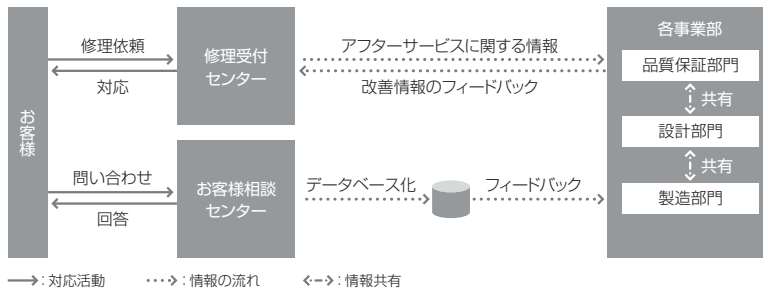 お客様
修理依頼
対応
修理受付
センター
アフターサービスに関する情報
改善情報のフィードバック
各事業部
品質保証部門
共有
設計部門
共有
製造部門
問い合わせ
回答
お客様相談
センター
データベース化
フィードバック
：対応活動
：情報の流れ
：情報共有